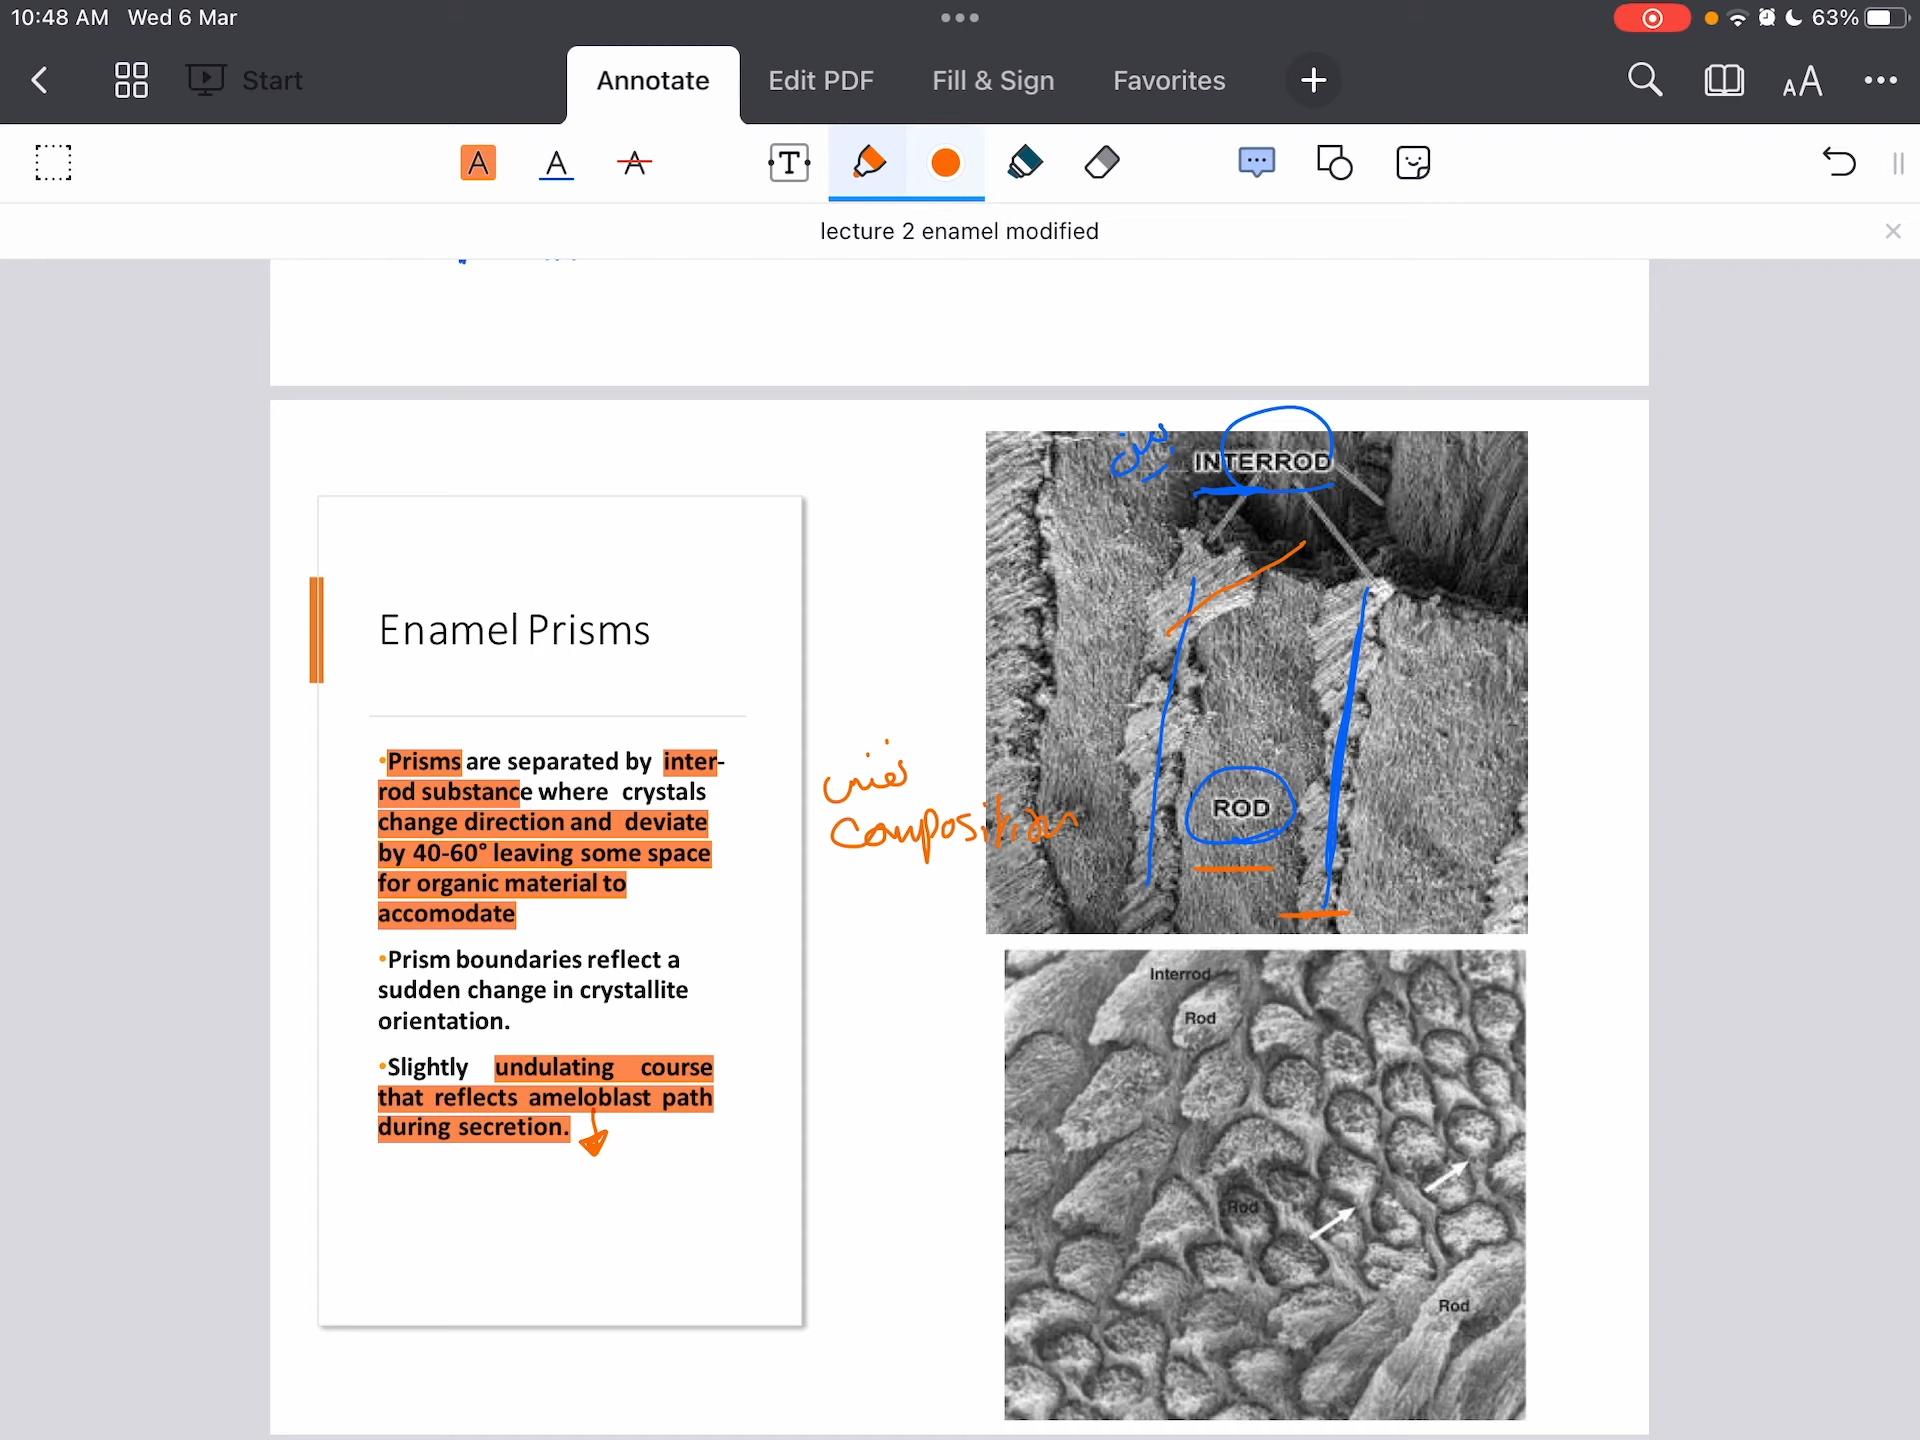 10:48 AM Wed 6 Mar
63%
Start
Annotate
Edit PDF
Fill & Sign
Favorites
lecture 2 enamel modified
Enamel Prisms
•Prisms are separated by inter-
rod substance where crystals
change direction and deviate
by 40-60° leaving some space
for organic material to
accomodate
•Prism boundaries reflect a
sudden change in crystallite
orientation.
•Slightly undulating course
that reflects ameloblast path
during secretion.
composition
INTERROD
ROD
Interrod
Rod
Rod
Rod